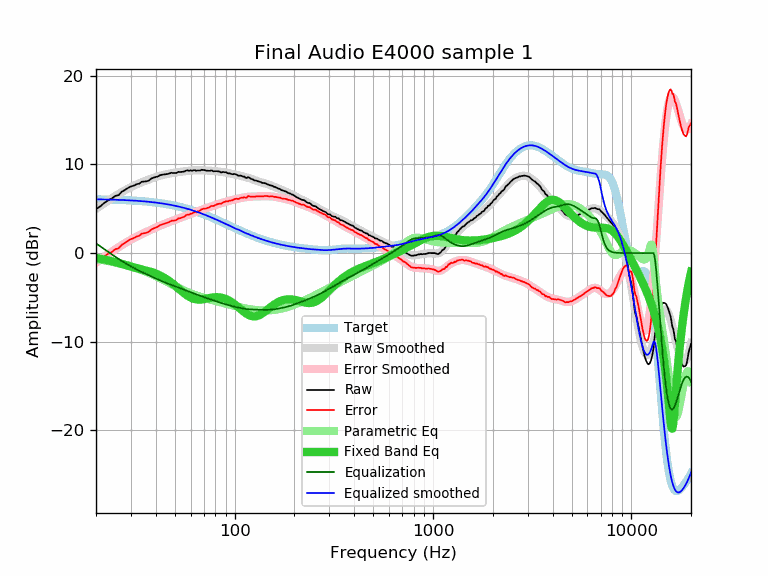 Final Audio E4000 sample 1
20
10
0
−10
−20
Amplitude (dBr)
Target
Raw Smoothed
Error Smoothed
Raw
Error
Parametric Eq
Fixed Band Eq
Equalization
Equalized smoothed
100
1000
10000
Frequency (Hz)